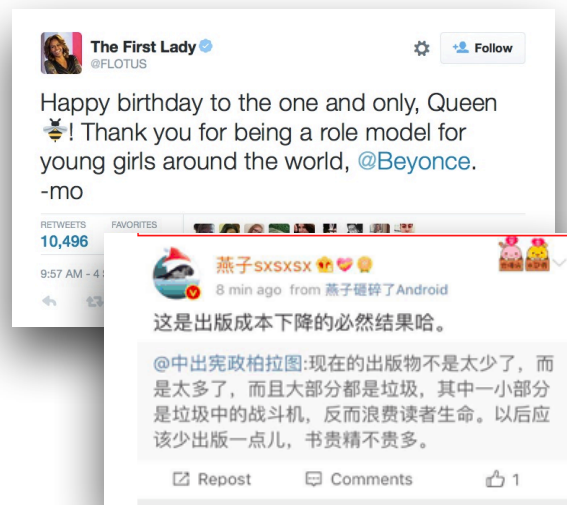 The First Lady
@FLOTUS
Follow
Happy birthday to the one and only, Queen
🐝! Thank you for being a role model for
young girls around the world, @Beyonce.
-mo
RETWEETS FAVORITES
10,496
9:57 AM - 4
燕子sxsxsx
8 min ago from 燕子砸碎了Android
这是出版成本下降的必然结果哈。
@中出宪政柏拉图:现在的出版物不是太少了，而
是太多了，而且大部分都是垃圾，其中一小部分
是垃圾中的战斗机，反而浪费读者生命。以后应
该少出版一点儿，书贵精不贵多。
Repost Comments 1